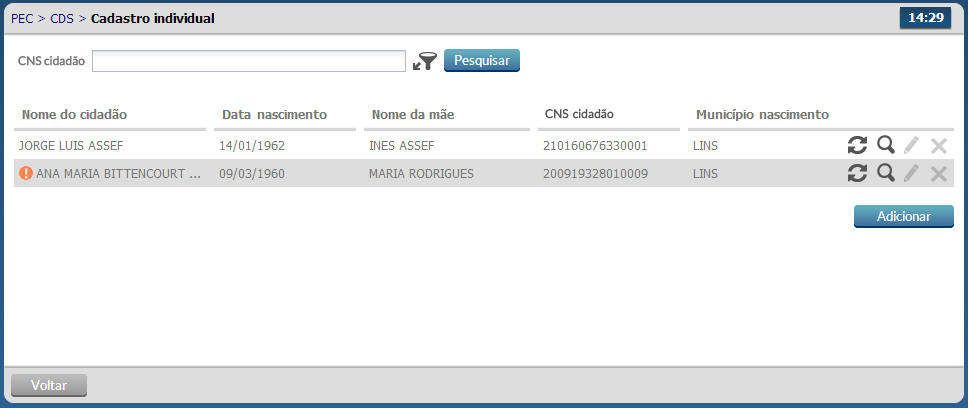 PEC > CDS > Cadastro individual 14:29
CNS cidadão Pesquisar
Nome do cidadão Data nascimento Nome da mãe CNS cidadão Município nascimento
JORGE LUIS ASSEF 14/01/1962 INES ASSEF 210160676330001 LINS
ANA MARIA BITTENCOURT ... 09/03/1960 MARIA RODRIGUES 200919328010009 LINS
Adicionar
Voltar